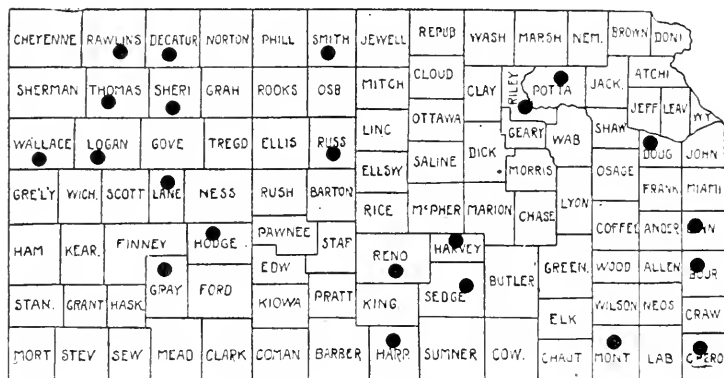 CHEYENNE RAWLINS DECATUR NORTON PHILL SMITH JEWELL REPUB WASH MARSH NEM. BROWN DONI
SHERMAN THOMAS SHERI GRAH ROOKS OSB MITCH CLOUD CLAY RILEY POTTA JACK. ATCHI
JEFF LEAV WY
WALLACE LOGAN GOVE TREGO ELLIS RUSS LINC OTTAWA DICK GEARY WAB SHAW DOUG JOHN
ELLSW SALINE MORRIS OSAGE
GRE'LY WICH. SCOTT LANE NESS RUSH BARTON RICE McPHER MARION CHASE LYON FRANK. MIAMI
HAM KEAR. FINNEY HODGE PAWNEE STAF RENO HARVEY COFFEE ANDER LINN
GRAY FORD EDW SEDGE BUTLER GREEN. WOOD ALLEN BOUR
STAN. GRANT HASK. KIOWA PRATT KING. ELK WILSON NEOS CRAW
MORT STEV SEW MEAD CLARK COMAN BARBER HARP. SUMNER COW. CHAUT MONT LAB CHERO